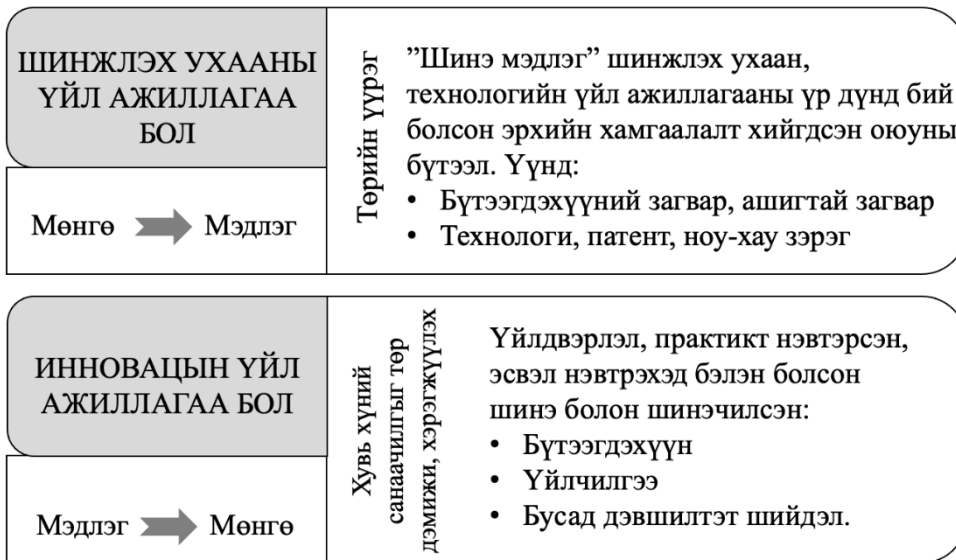 ШИНЖЛЭХ УХААНЫ
ҮЙЛ АЖИЛЛАГАА
БОЛ
Мөнгө Мэдлэг
Төрийн үүрэг
”Шинэ мэдлэг” шинжлэх ухаан,
технологийн үйл ажиллагааны үр дүнд бий
болсон эрхийн хамгаалалт хийгдсэн оюуны
бүтээл. Үүнд:
• Бүтээгдэхүүний загвар, ашигтай загвар
• Технологи, патент, ноу-хау зэрэг
ИННОВАЦЫН ҮЙЛ
АЖИЛЛАГАА БОЛ
Мэдлэг Мөнгө
Хувь хүний
санаачилгыг төр
дэмижи, хэрэгжүүлэх
Үйлдвэрлэл, практикт нэвтэрсэн,
эсвэл нэвтрэхэд бэлэн болсон
шинэ болон шинэчилсэн:
• Бүтээгдэхүүн
• Үйлчилгээ
• Бусад дэвшилтэт шийдэл.